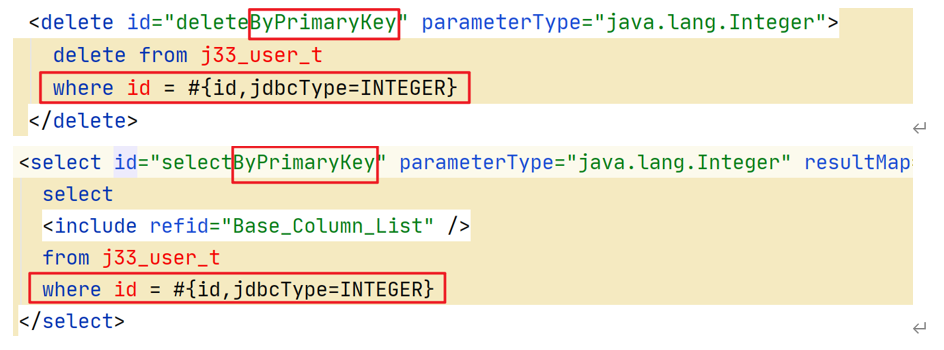 <delete id="deleteByPrimaryKey" parameterType="java.lang.Integer">
delete from j33_user_t
where id = #{id,jdbcType=INTEGER}
</delete>
<select id="selectByPrimaryKey" parameterType="java.lang.Integer" resultMap=
select
<include refid="Base_Column_List" />
from j33_user_t
where id = #{id,jdbcType=INTEGER}
</select>